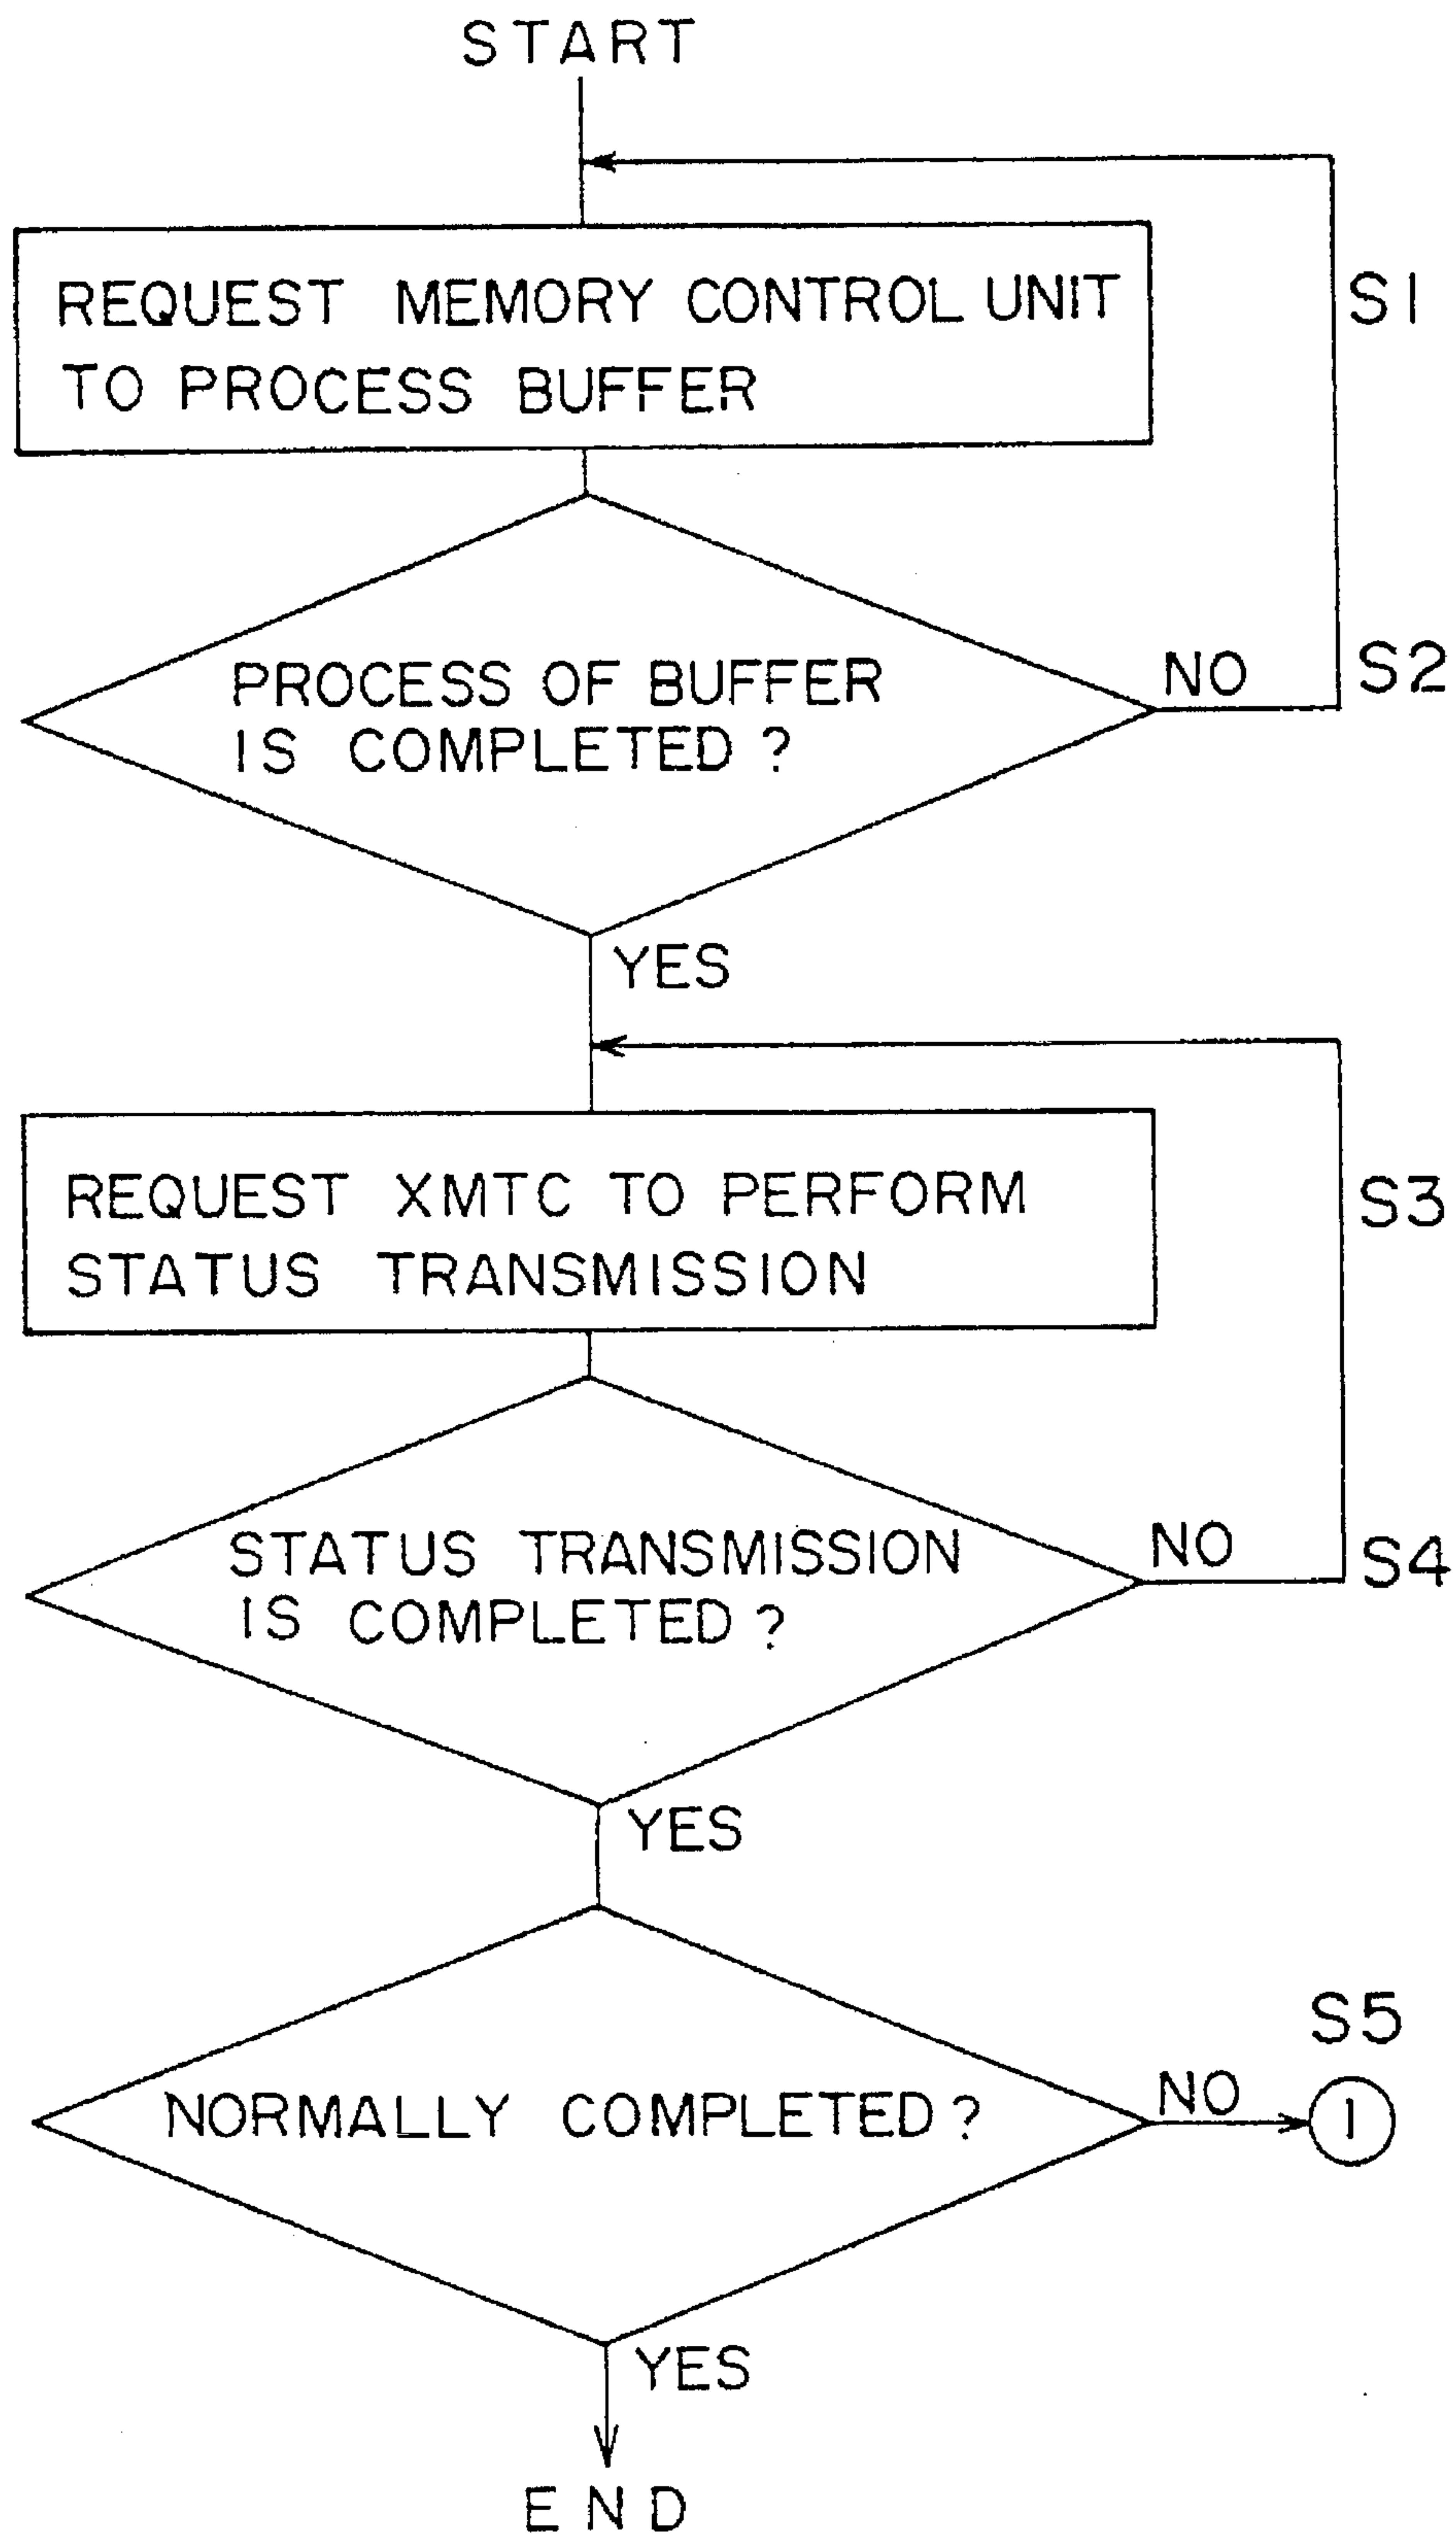 START
REQUEST MEMORY CONTROL UNIT
TO PROCESS BUFFER
S1
PROCESS OF BUFFER
IS COMPLETED?
NO
S2
YES
REQUEST XMTC TO PERFORM
STATUS TRANSMISSION
S3
STATUS TRANSMISSION
IS COMPLETED?
NO
S4
YES
NORMALLY COMPLETED?
NO
S5
1
YES
END